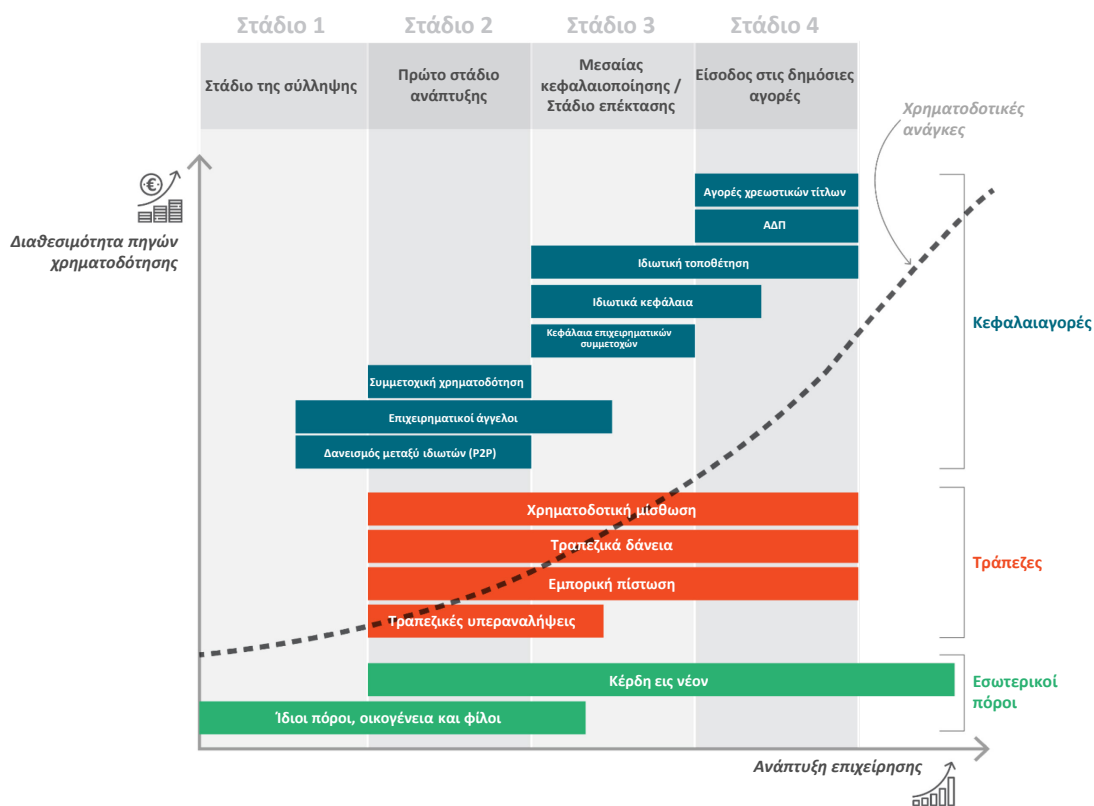 Στάδιο 1
Στάδιο 2
Στάδιο 3
Στάδιο 4
Στάδιο της σύλληψης
Πρώτο στάδιο
ανάπτυξης
Μεσαίας
κεφαλαιοποίησης /
Στάδιο επέκτασης
Είσοδος στις δημόσιες
αγορές
Χρηματοδοτικές
ανάγκες
€
Διαθεσιμότητα πηγών
χρηματοδότησης
Αγορές χρεωστικών τίτλων
ΑΔΠ
Ιδιωτική τοποθέτηση
Ιδιωτικά κεφάλαια
Κεφάλαια επιχειρηματικών
συμμετοχών
Συμμετοχική χρηματοδότηση
Επιχειρηματικοί άγγελοι
Δανεισμός μεταξύ ιδιωτών (P2P)
Κεφαλαιαγορές
Χρηματοδοτική μίσθωση
Τραπεζικά δάνεια
Εμπορική πίστωση
Τραπεζικές υπεραναλήψεις
Τράπεζες
Κέρδη εις νέον
Ίδιοι πόροι, οικογένεια και φίλοι
Εσωτερικοί
πόροι
Ανάπτυξη επιχείρησης